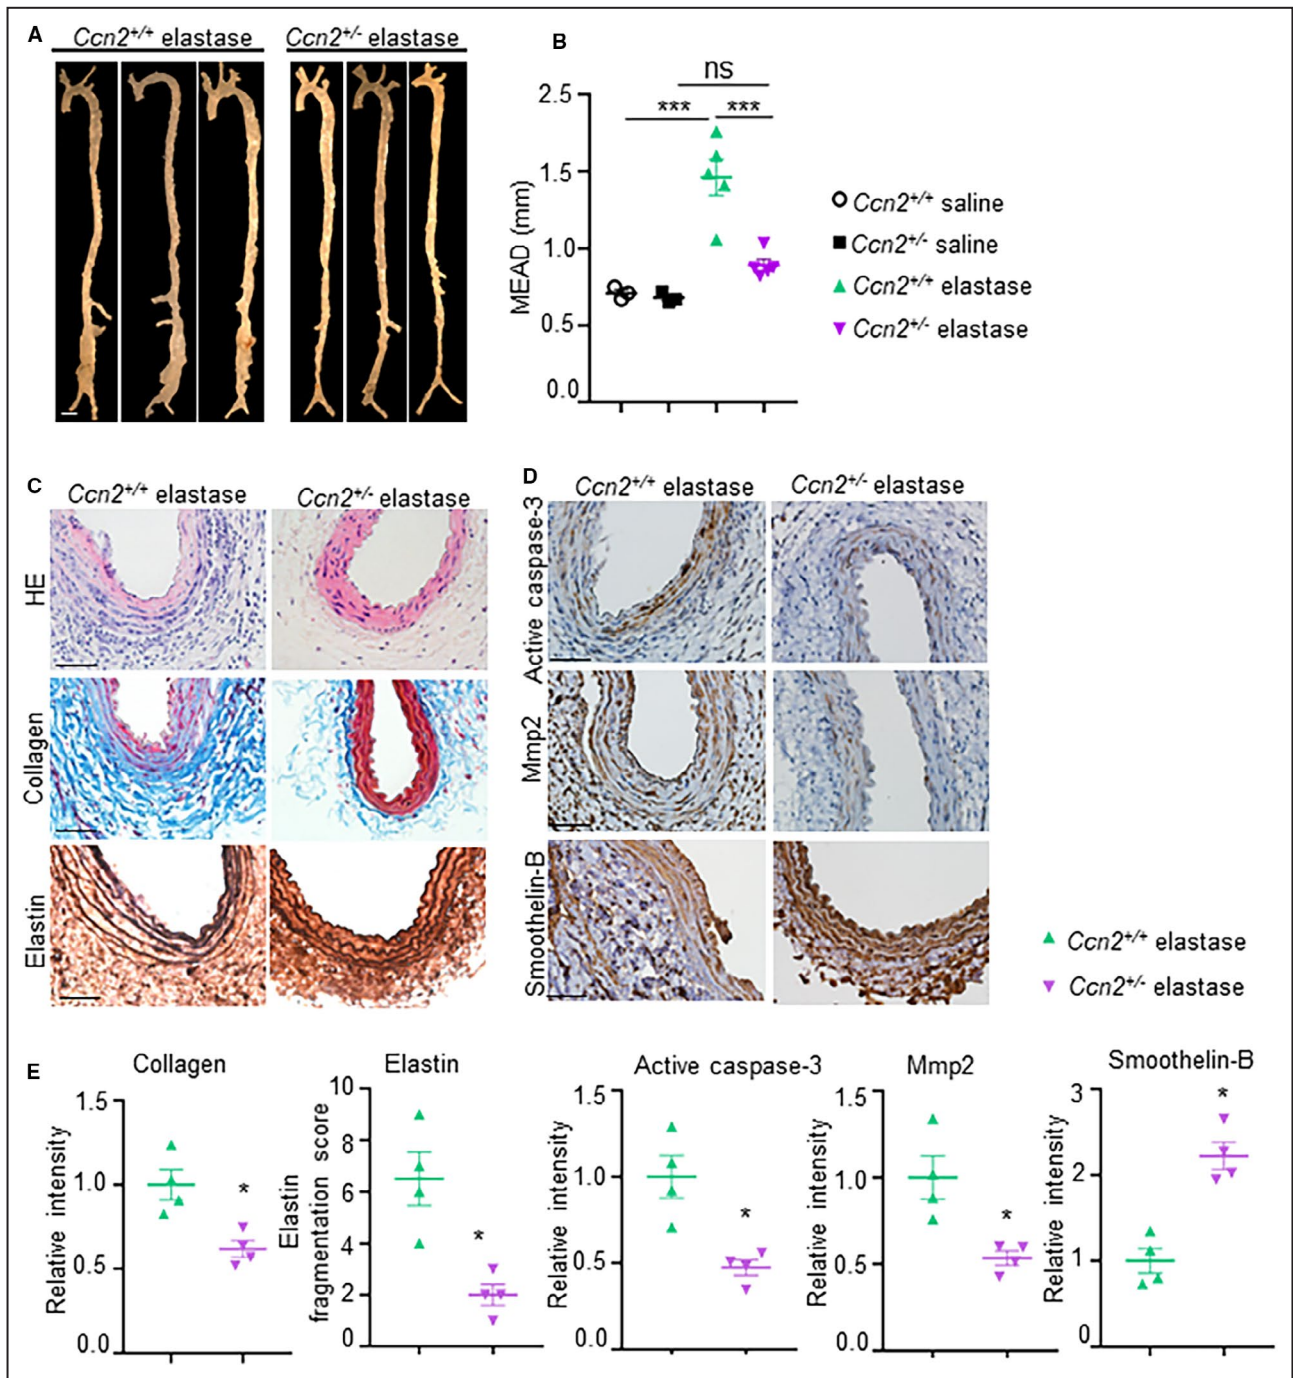 A
Ccn2+/+ elastase
Ccn2+/- elastase
B
ns
***
***
2.5
1.5
1.0
0.5
0.0
MEAD (mm)
Ccn2+/+ saline
Ccn2+/- saline
Ccn2+/+ elastase
Ccn2+/- elastase
C
Ccn2+/+ elastase
Ccn2+/- elastase
HE
Collagen
Elastin
D
Ccn2+/+ elastase
Ccn2+/- elastase
Active caspase-3
Mmp2
Smoothelin-B
Ccn2+/+ elastase
Ccn2+/- elastase
E
Collagen
Relative intensity
1.5
1.0
0.5
0.0
*
Elastin
Elastin
fragmentation score
10
8
6
4
2
0
*
Active caspase-3
Relative intensity
1.5
1.0
0.5
0.0
*
Mmp2
Relative intensity
1.5
1.0
0.5
0.0
*
Smoothelin-B
Relative intensity
3
2
1
0
*